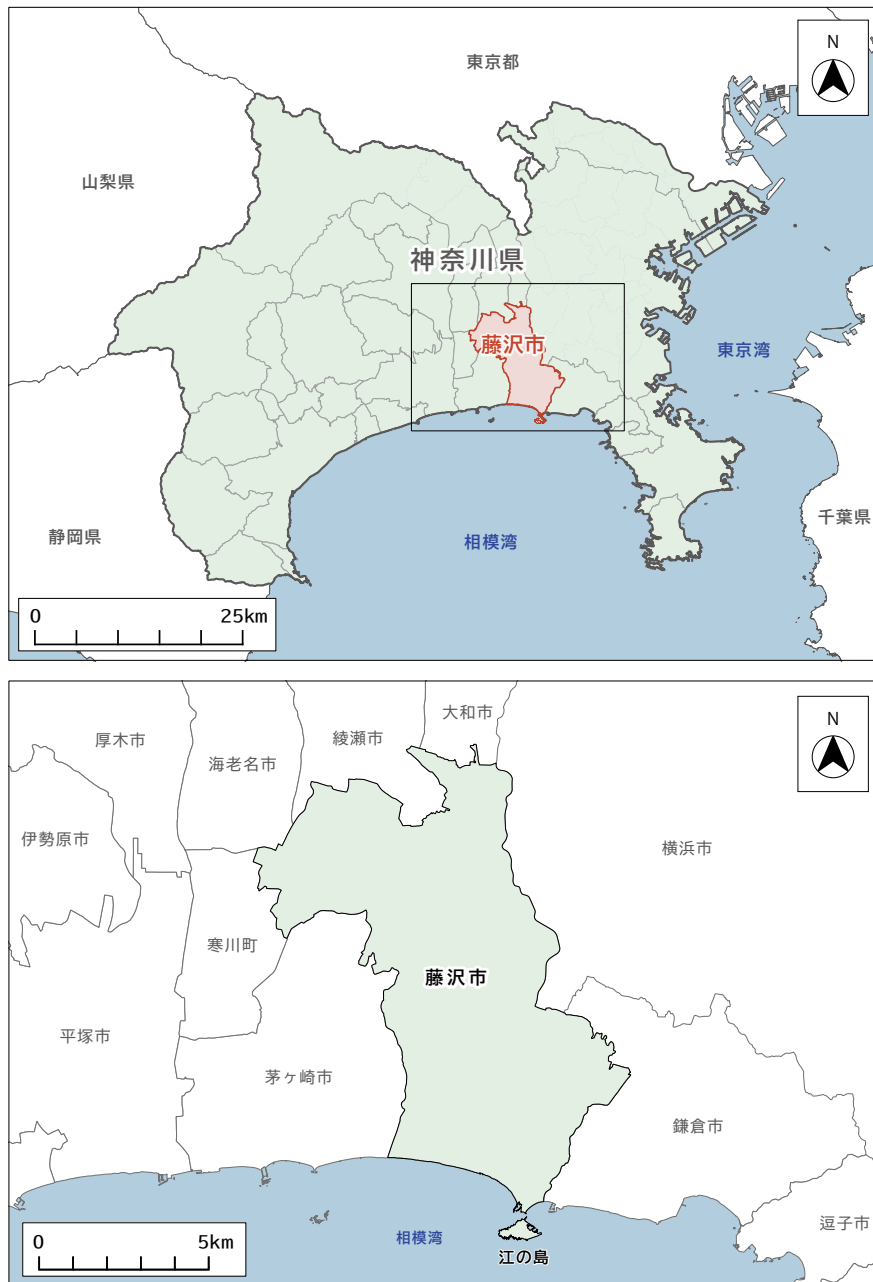 東京都
N
山梨県
神奈川県
藤沢市
東京湾
千葉県
静岡県
相模湾
0 25km
大和市
N
厚木市
綾瀬市
海老名市
伊勢原市
横浜市
寒川町
藤沢市
平塚市
茅ヶ崎市
鎌倉市
逗子市
0 5km
相模湾
江の島